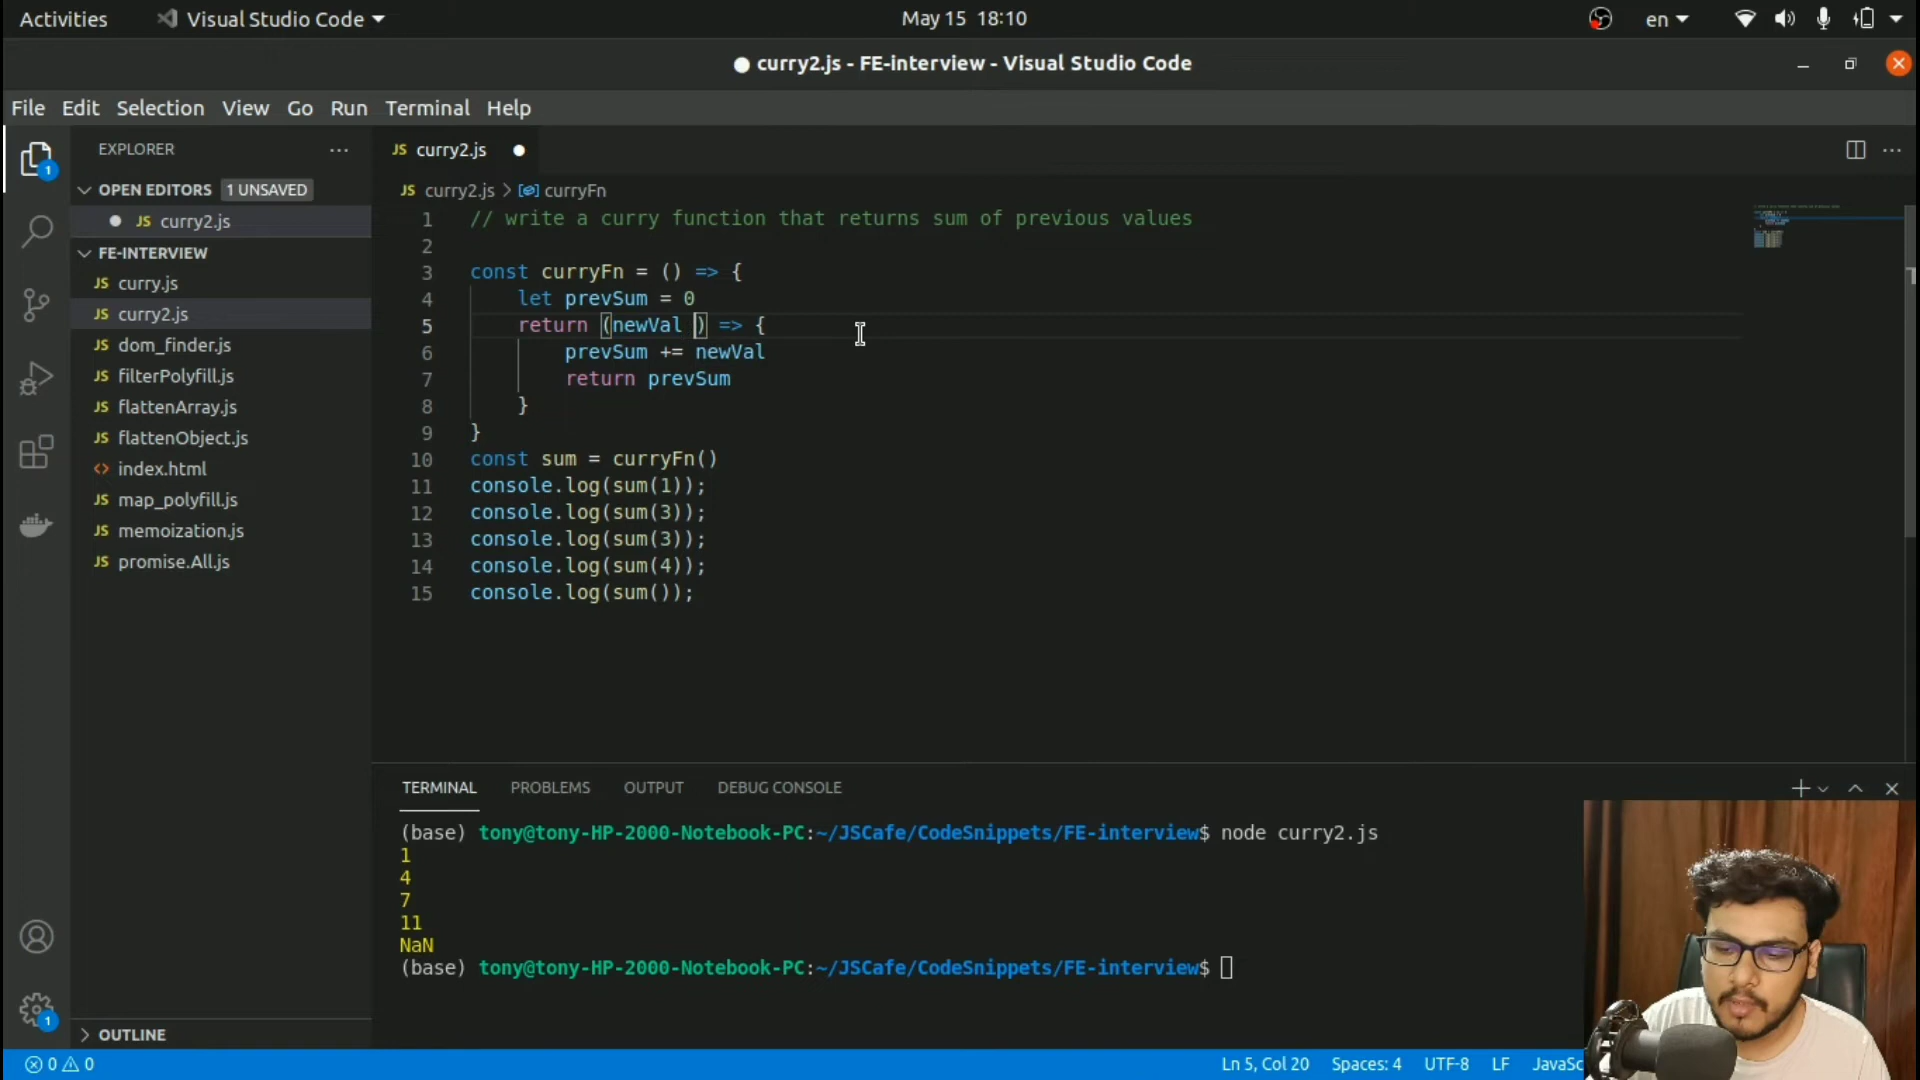 Activities Visual Studio Code May 15 18:10 en
curry2.js - FE-interview - Visual Studio Code
File Edit Selection View Go Run Terminal Help
EXPLORER
OPEN EDITORS 1 UNSAVED
JS curry2.js
FE-INTERVIEW
JS curry.js
JS curry2.js
JS dom_finder.js
JS filterPolyfill.js
JS flattenArray.js
JS flattenObject.js
<> index.html
JS map_polyfill.js
JS memoization.js
JS promise.All.js
OUTLINE
1
1
JS curry2.js
JS curry2.js > curryFn
1 // write a curry function that returns sum of previous values
2
3 const curryFn = () => {
4 let prevSum = 0
5 return (newVal ) => {
6 prevSum += newVal
7 return prevSum
8 }
9 }
10 const sum = curryFn()
11 console.log(sum(1));
12 console.log(sum(3));
13 console.log(sum(3));
14 console.log(sum(4));
15 console.log(sum());
TERMINAL PROBLEMS OUTPUT DEBUG CONSOLE
(base) tony@tony-HP-2000-Notebook-PC:~/JSCafe/CodeSnippets/FE-interview$ node curry2.js
1
4
7
11
NaN
(base) tony@tony-HP-2000-Notebook-PC:~/JSCafe/CodeSnippets/FE-interview$
0 0 Ln 5, Col 20 Spaces: 4 UTF-8 LF JavaSc